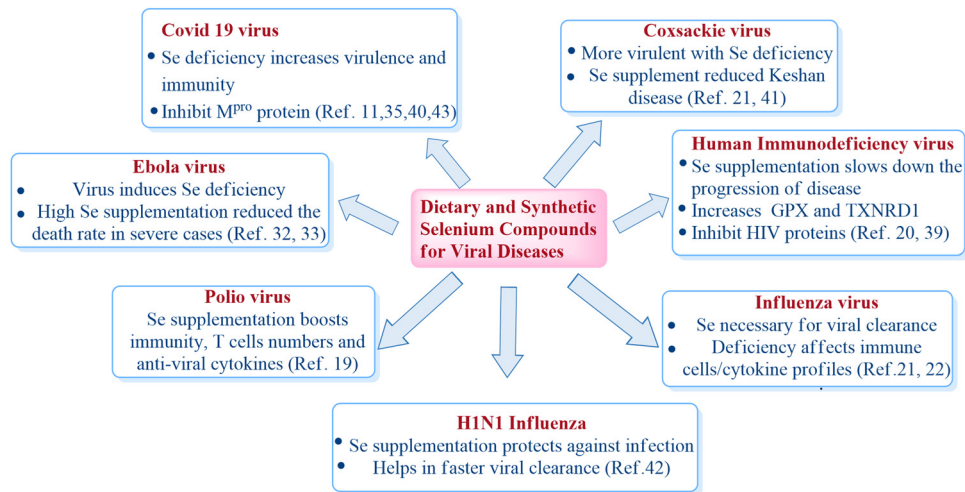 Covid 19 virus
• Se deficiency increases virulence and
immunity
• Inhibit Mpro protein (Ref. 11,35,40,43)
Coxsackie virus
• More virulent with Se deficiency
• Se supplement reduced Keshan
disease (Ref. 21, 41)
Ebola virus
• Virus induces Se deficiency
• High Se supplementation reduced the
death rate in severe cases (Ref. 32, 33)
Dietary and Synthetic
Selenium Compounds
for Viral Diseases
Human Immunodeficiency virus
• Se supplementation slows down the
progression of disease
• Increases GPX and TXNRD1
• Inhibit HIV proteins (Ref. 20, 39)
Polio virus
Se supplementation boosts
immunity, T cells numbers and
anti-viral cytokines (Ref. 19)
Influenza virus
• Se necessary for viral clearance
• Deficiency affects immune
cells/cytokine profiles (Ref.21, 22)
H1N1 Influenza
• Se supplementation protects against infection
• Helps in faster viral clearance (Ref.42)